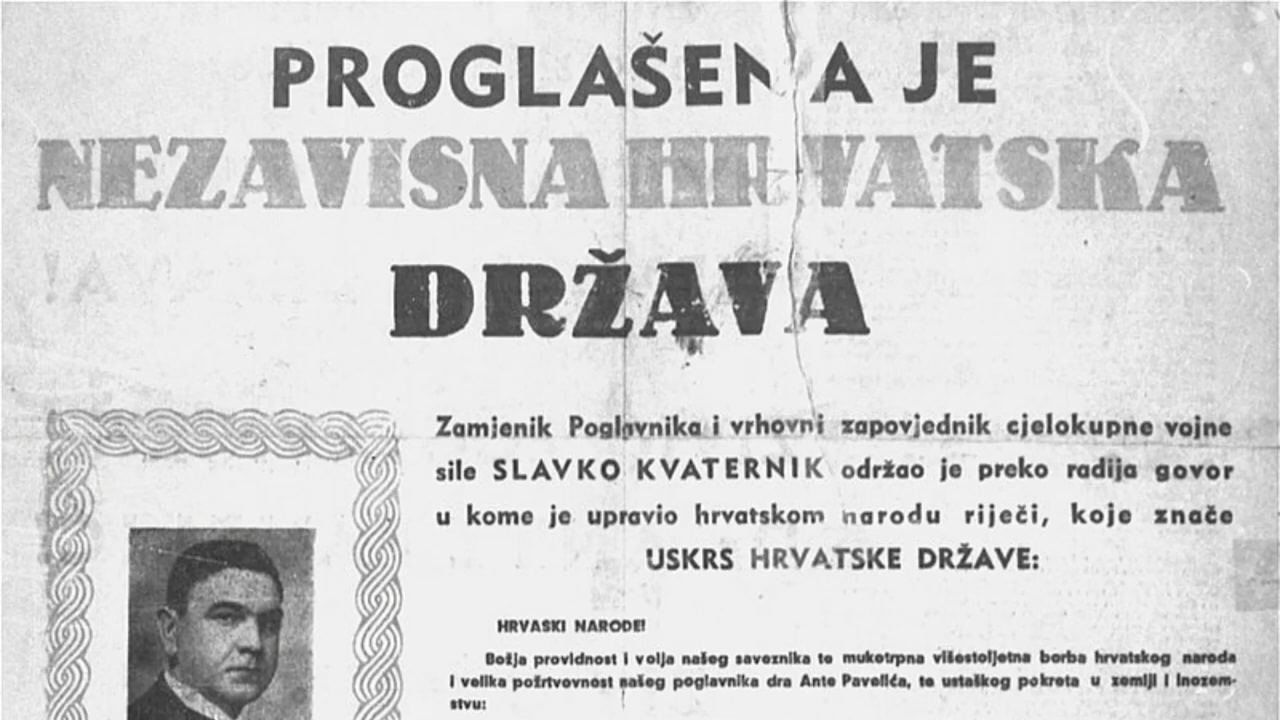 PROGLAŠENA JE
NEZAVISNA HRVATSKA
DRŽAVA
Zamjenik Poglavnika i vrhovni zapovjednik cjelokupne vojne
sile SLAVKO KVATERNIK održao je preko radija govor
u kome je upravio hrvatskom narodu riječi, koje znače
USKRS HRVATSKE DRŽAVE:
HRVASKI NARODE!
Božja providnost i volja našeg saveznika te mukotrpna višestoljetna borba hrvatskog naroda
i velika požrtvovnost našeg poglavnika dra Ante Pavelića, te ustaškog pokreta u zemlji i inozem-
stvu: